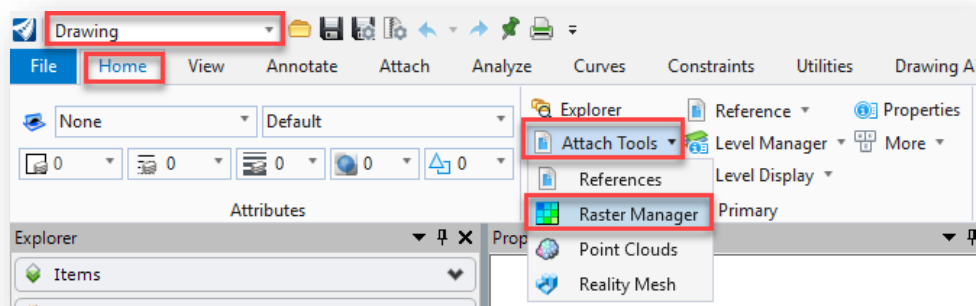 Drawing
File Home View Annotate Attach Analyze Curves Constraints Utilities Drawing A
None Default Explorer Reference Properties
Attach Tools Level Manager More
0 0 0 0 0 References Level Display
Attributes Raster Manager Primary
Explorer Prop Point Clouds
Items Reality Mesh